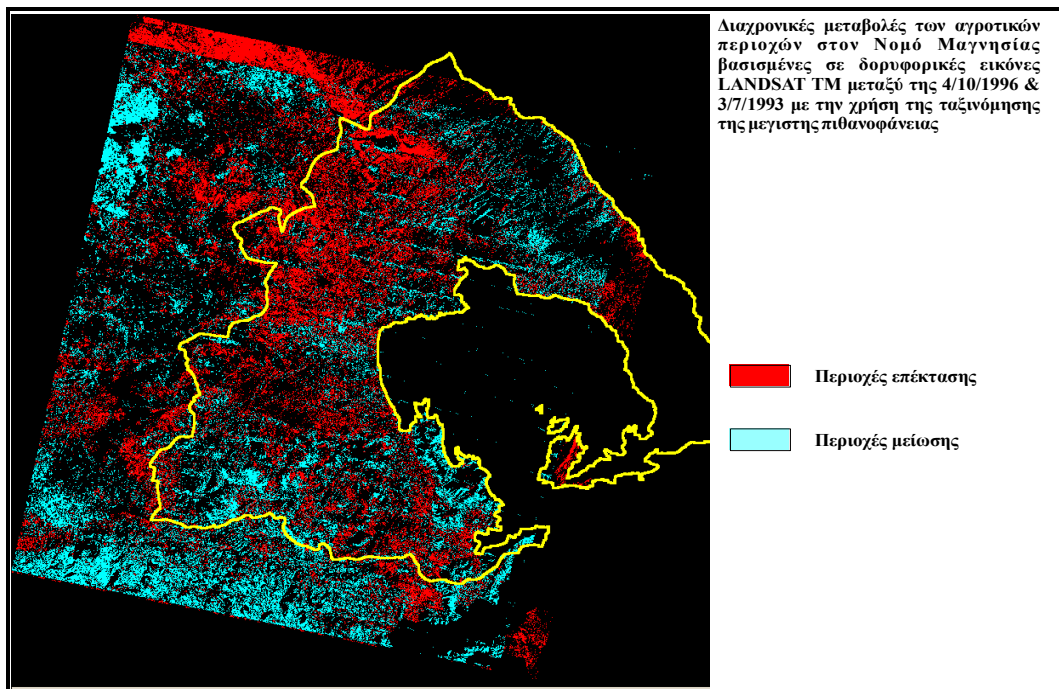 Διαχρονικές μεταβολές των αγροτικών
περιοχών στον Νομό Μαγνησίας
βασισμένες σε δορυφορικές εικόνες
LANDSAT TM μεταξύ της 4/10/1996 &
3/7/1993 με την χρήση της ταξινόμησης
της μεγιστης πιθανοφάνειας
Περιοχές επέκτασης
Περιοχές μείωσης